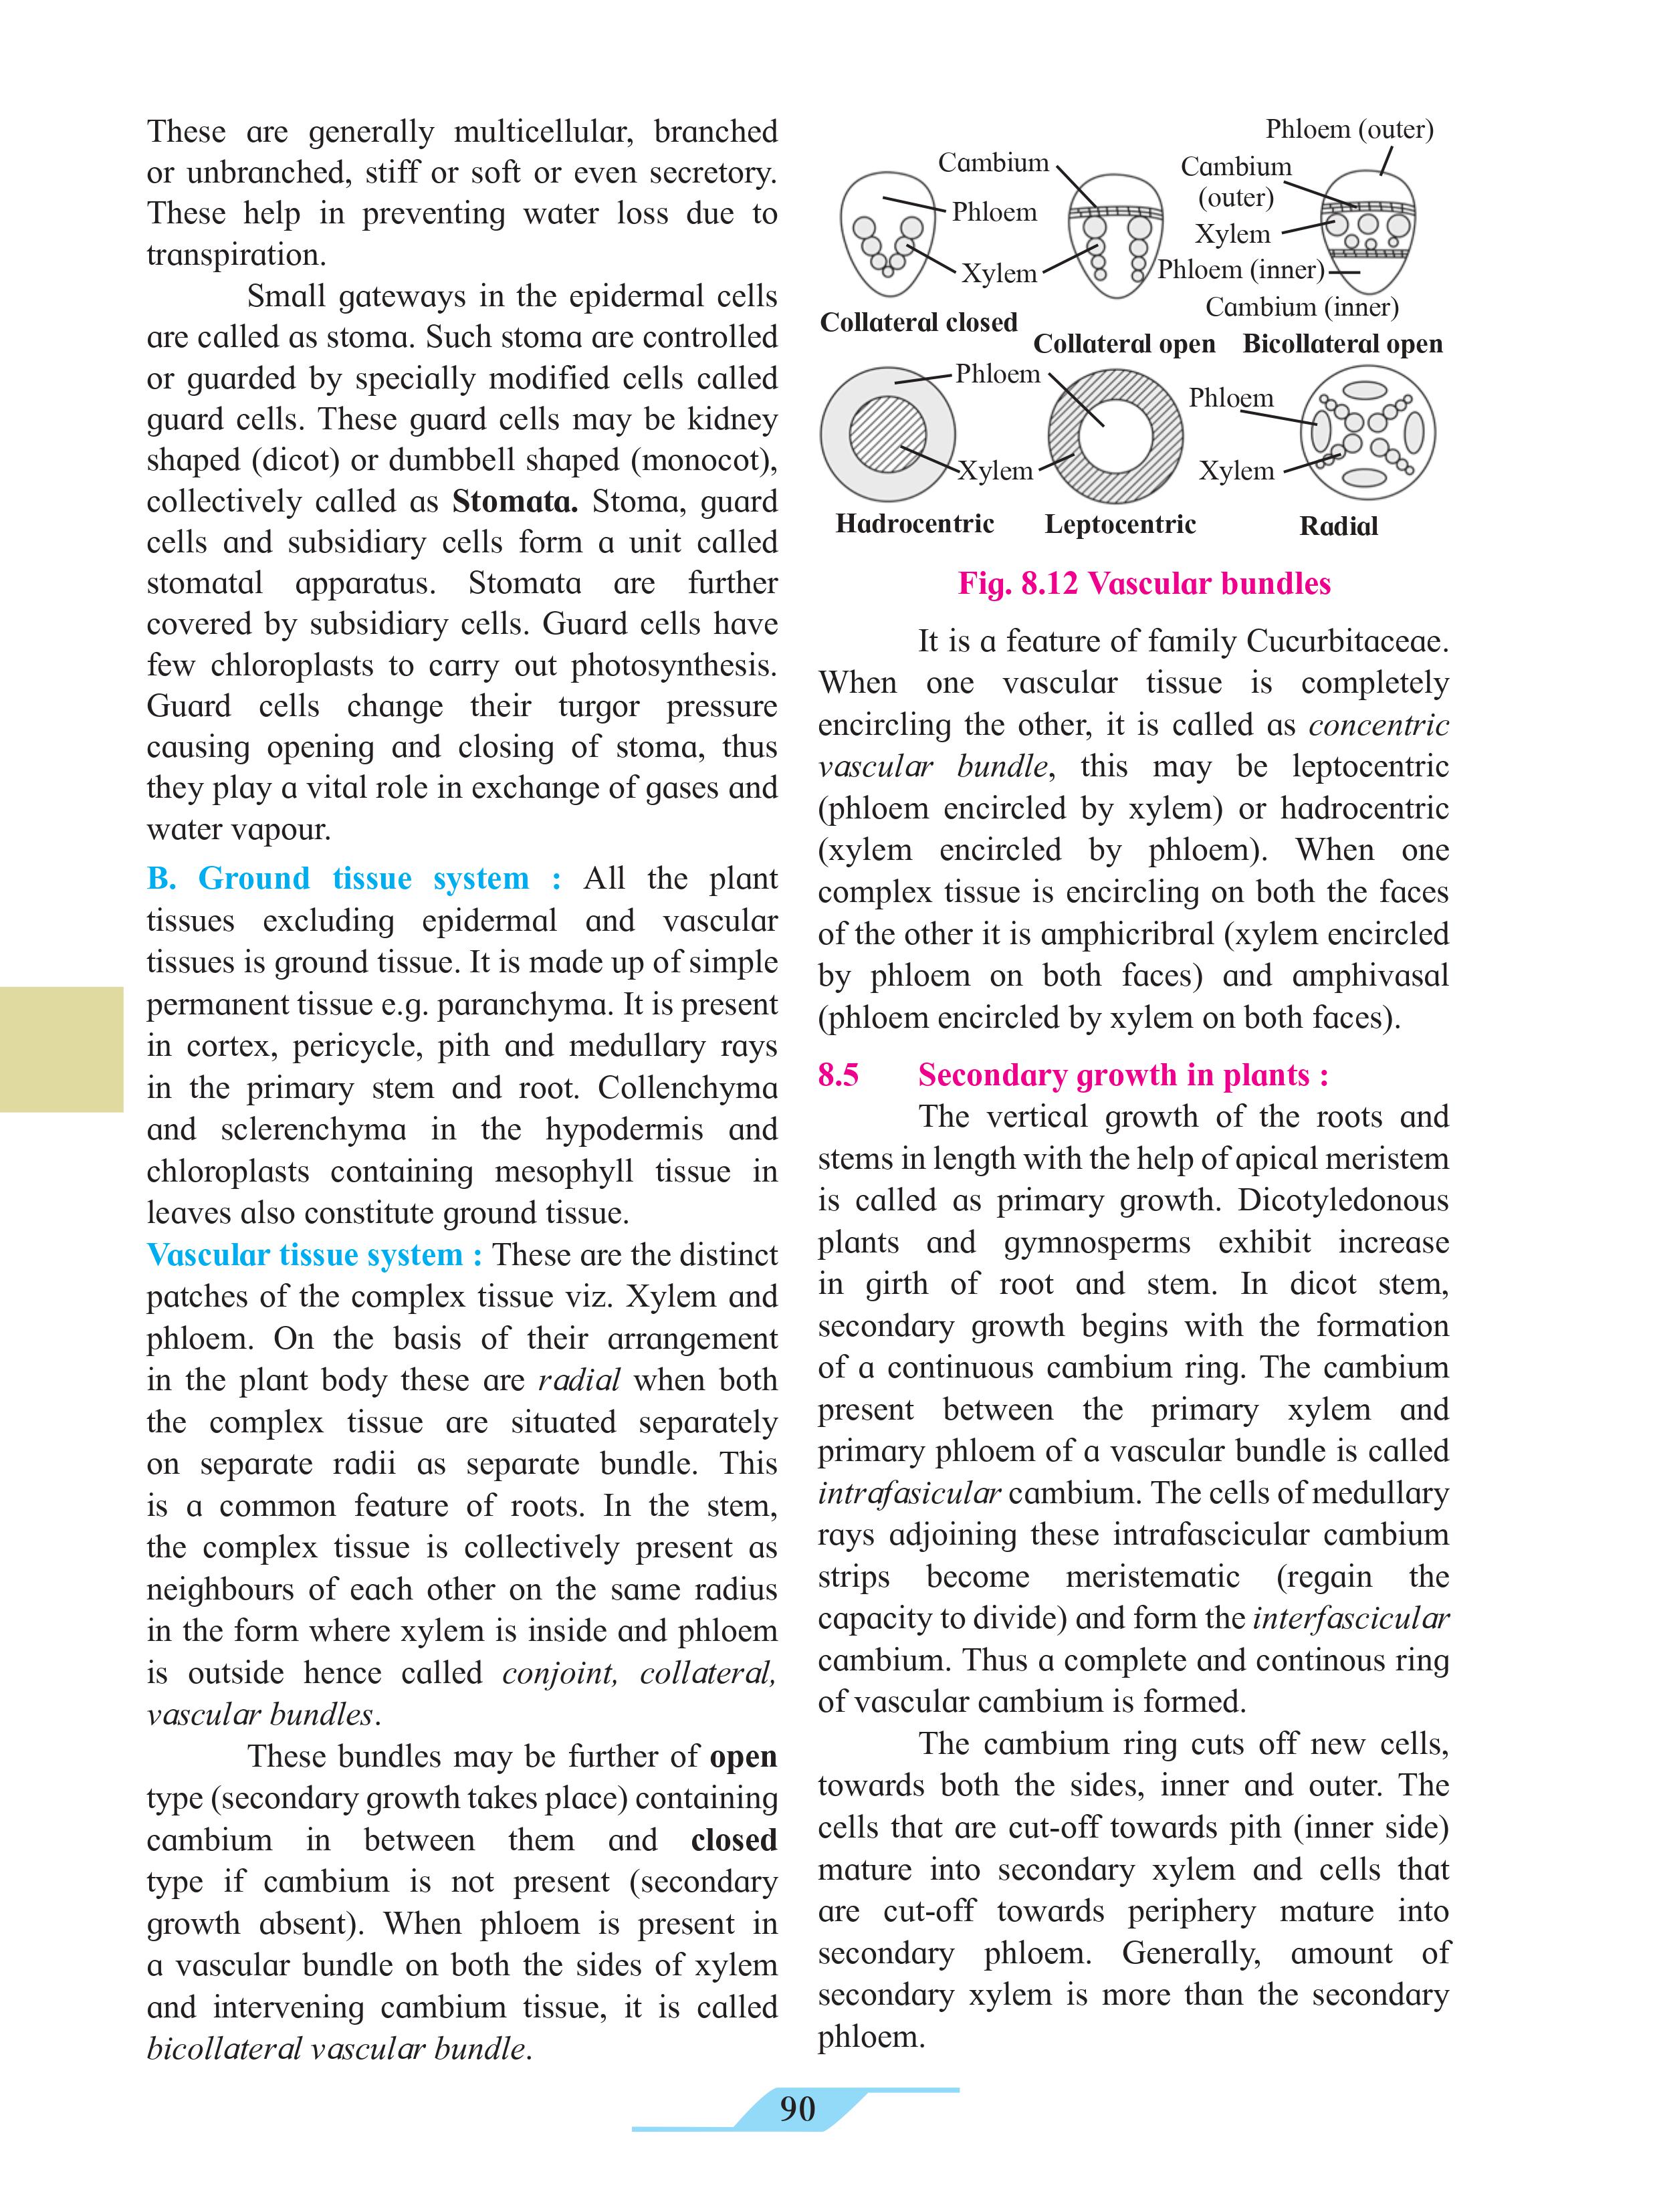 These are generally multicellular, branched
or unbranched, stiff or soft or even secretory.
These help in preventing water loss due to
transpiration.
Small gateways in the epidermal cells
are called as stoma. Such stoma are controlled
or guarded by specially modified cells called
guard cells. These guard cells may be kidney
shaped (dicot) or dumbbell shaped (monocot),
collectively called as Stomata. Stoma, guard
cells and subsidiary cells form a unit called
stomatal apparatus. Stomata are further
covered by subsidiary cells. Guard cells have
few chloroplasts to carry out photosynthesis.
Guard cells change their turgor pressure
causing opening and closing of stoma, thus
they play a vital role in exchange of gases and
water vapour.
B. Ground tissue system : All the plant
tissues excluding epidermal and vascular
tissues is ground tissue. It is made up of simple
permanent tissue e.g. paranchyma. It is present
in cortex, pericycle, pith and medullary rays
in the primary stem and root. Collenchyma
and sclerenchyma in the hypodermis and
chloroplasts containing mesophyll tissue in
leaves also constitute ground tissue.
Vascular tissue system : These are the distinct
patches of the complex tissue viz. Xylem and
phloem. On the basis of their arrangement
in the plant body these are radial when both
the complex tissue are situated separately
on separate radii as separate bundle. This
is a common feature of roots. In the stem,
the complex tissue is collectively present as
neighbours of each other on the same radius
in the form where xylem is inside and phloem
is outside hence called conjoint, collateral,
vascular bundles.
These bundles may be further of open
type (secondary growth takes place) containing
cambium in between them and closed
type if cambium is not present (secondary
growth absent). When phloem is present in
a vascular bundle on both the sides of xylem
and intervening cambium tissue, it is called
bicollateral vascular bundle.
Phloem (outer)
Cambium
Cambium
(outer)
Phloem
Xylem
Xylem
Phloem (inner)
Cambium (inner)
Collateral closed
Collateral open
Bicollateral open
Phloem
Phloem
Xylem
Xylem
Hadrocentric
Leptocentric
Radial
Fig. 8.12 Vascular bundles
It is a feature of family Cucurbitaceae.
When one vascular tissue is completely
encircling the other, it is called as concentric
vascular bundle, this may be leptocentric
(phloem encircled by xylem) or hadrocentric
(xylem encircled by phloem). When one
complex tissue is encircling on both the faces
of the other it is amphicribral (xylem encircled
by phloem on both faces) and amphivasal
(phloem encircled by xylem on both faces).
8.5 Secondary growth in plants :
The vertical growth of the roots and
stems in length with the help of apical meristem
is called as primary growth. Dicotyledonous
plants and gymnosperms exhibit increase
in girth of root and stem. In dicot stem,
secondary growth begins with the formation
of a continuous cambium ring. The cambium
present between the primary xylem and
primary phloem of a vascular bundle is called
intrafasicular cambium. The cells of medullary
rays adjoining these intrafascicular cambium
strips become meristematic (regain the
capacity to divide) and form the interfascicular
cambium. Thus a complete and continous ring
of vascular cambium is formed.
The cambium ring cuts off new cells,
towards both the sides, inner and outer. The
cells that are cut-off towards pith (inner side)
mature into secondary xylem and cells that
are cut-off towards periphery mature into
secondary phloem. Generally, amount of
secondary xylem is more than the secondary
phloem.
90